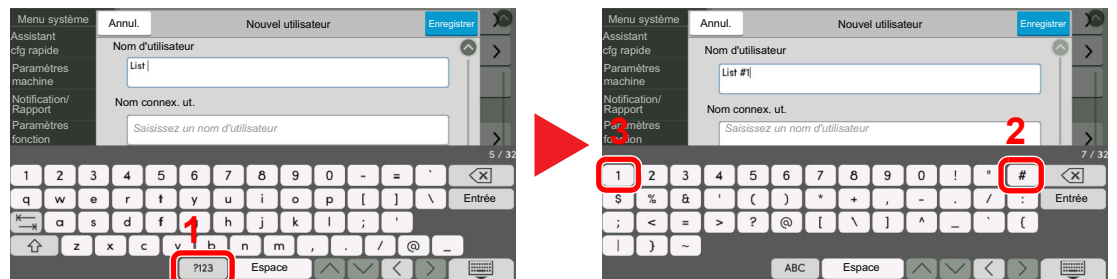 Menu système
Annul.
Nouvel utilisateur
Enregistrer
Assistant
cfg rapide
Nom d'utilisateur
List
Paramètres
machine
Notification/
Rapport
Nom connex. ut.
Paramètres
fonction
Saisissez un nom d'utilisateur
5 / 32
1 2 3 4 5 6 7 8 9 0 - = `
q w e r t y u i o p [ ] \ Entrée
a s d f g h j k l ; '
1
z x c v b n m , . / @ _
?123 Espace
Menu système
Annul.
Nouvel utilisateur
Enregistrer
Assistant
cfg rapide
Nom d'utilisateur
List #1
Paramètres
machine
Notification/
Rapport
Nom connex. ut.
Paramètres
fonction
Saisissez un nom d'utilisateur
3
2
7 / 32
1 2 3 4 5 6 7 8 9 0 ! " #
$ % & ' ( ) * + , - . / : Entrée
; < = > ? @ [ \ ] ^ _ ` {
| } ~
ABC Espace